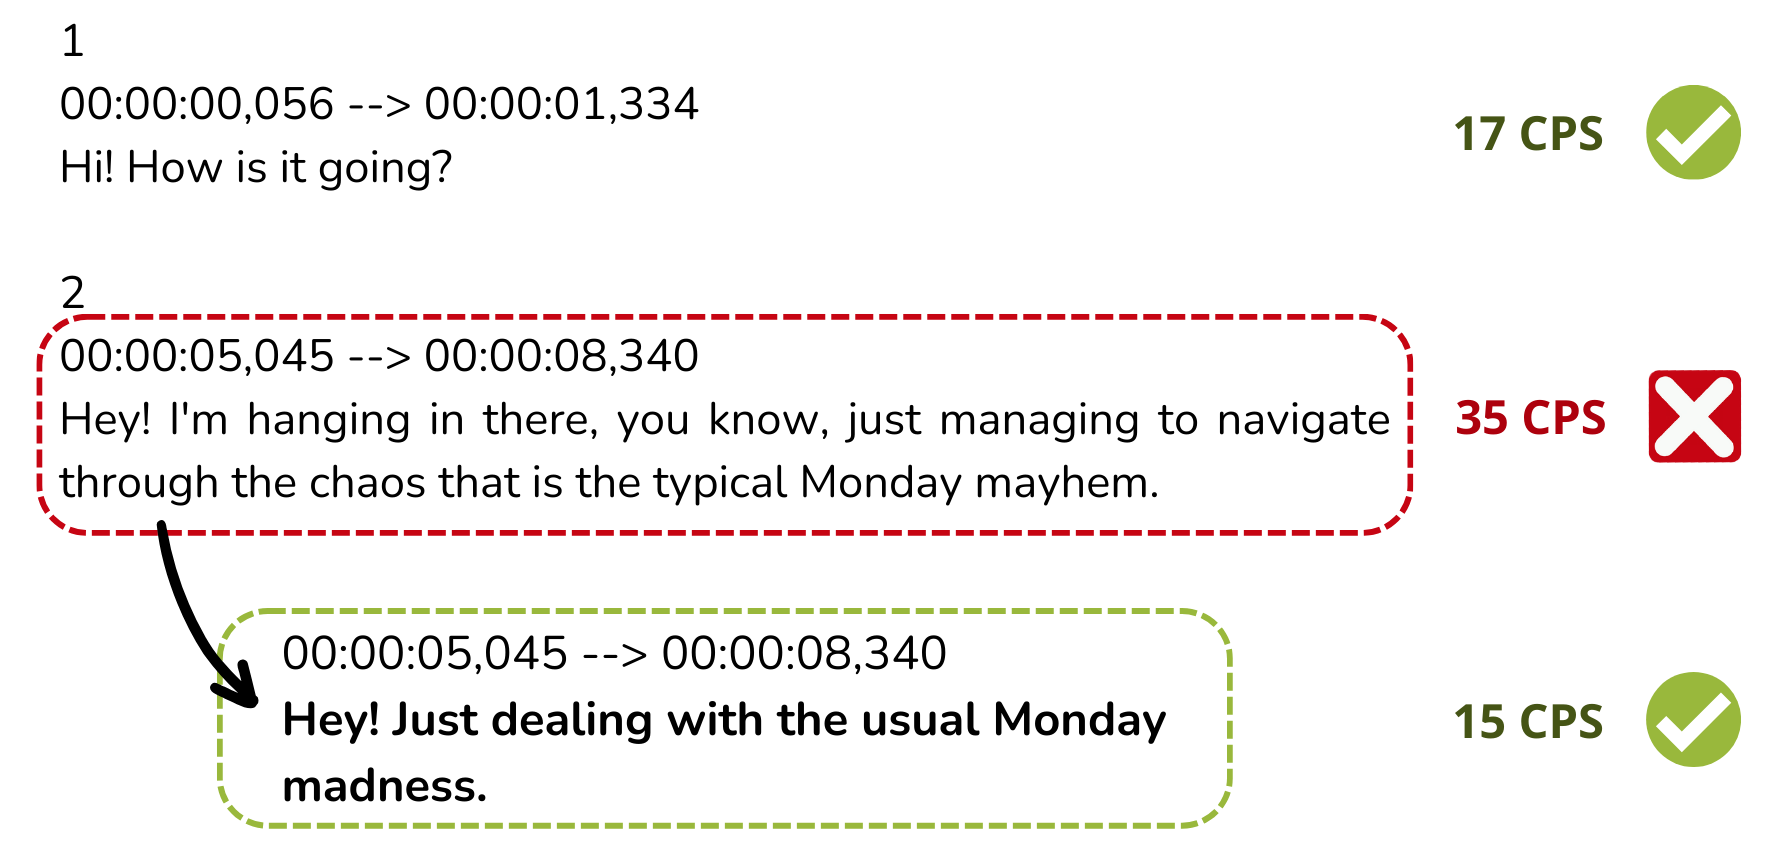 1
00:00:00,056 --> 00:00:01,334
Hi! How is it going?
17 CPS
2
00:00:05,045 --> 00:00:08,340
Hey! I'm hanging in there, you know, just managing to navigate
through the chaos that is the typical Monday mayhem.
35 CPS
00:00:05,045 --> 00:00:08,340
Hey! Just dealing with the usual Monday
madness.
15 CPS